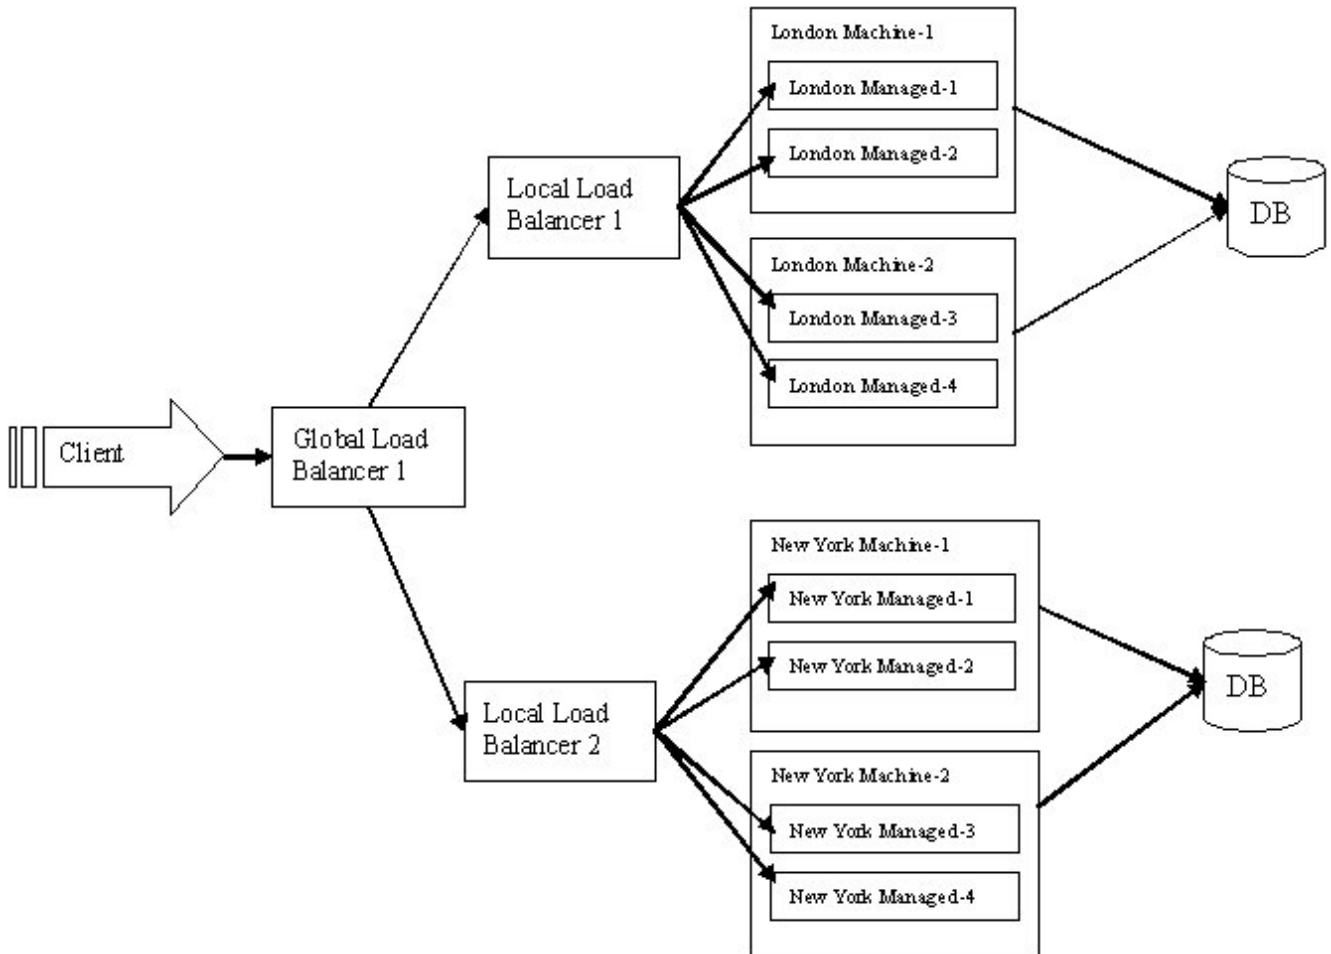 London Machine-1
London Managed-1
London Managed-2
Local Load
Balancer 1
DB
London Machine-2
London Managed-3
London Managed-4
Client
Global Load
Balancer 1
New York Machine-1
New York Managed-1
New York Managed-2
Local Load
Balancer 2
DB
New York Machine-2
New York Managed-3
New York Managed-4